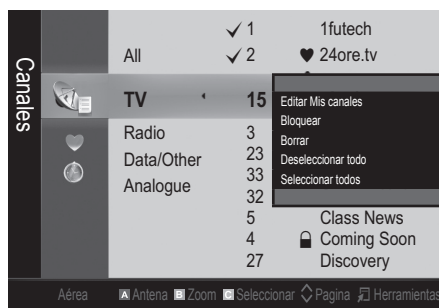 Canales
✓ 1 1futech
All ✓ 2 ♥ 24ore.tv
TV 15
Editar Mis canales
Bloquear
Borrar
Deseleccionar todo
Seleccionar todos
Radio 3
Data/Other 23
Analogue 33
32
5 Class News
4 Coming Soon
27 Discovery
Aérea A Antena B Zoom C Seleccionar Pagina Herramientas